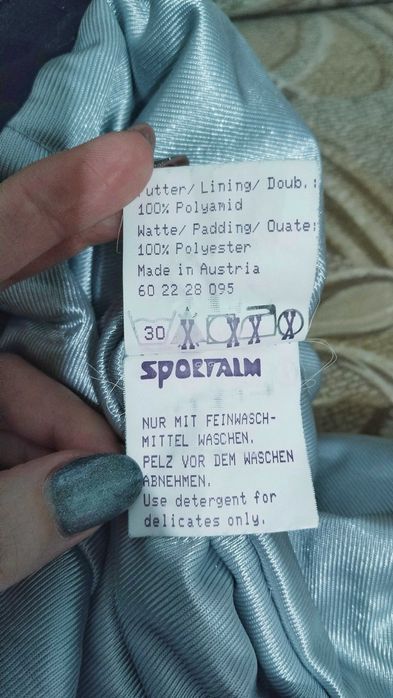 utter/ Lining/ Doub.:
100% Polyamid
Watte/ Padding/ Ouate:
100% Polyester
Made in Austria
60 22 28 095
30
SPORTALM
NUR MIT FEINWASCH-
MITTEL WASCHEN.
PELZ VOR DEM WASCHEN
ABNEHMEN.
Use detergent for
delicates only.